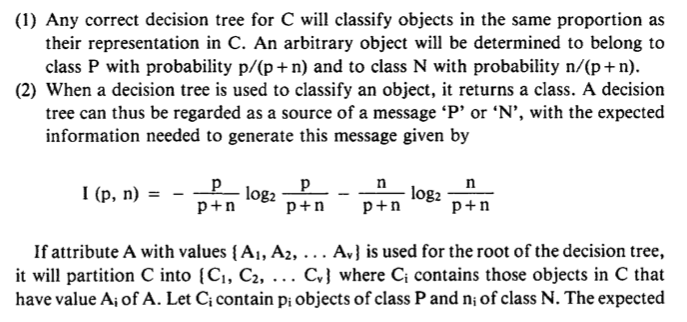 (1) Any correct decision tree for C will classify objects in the same proportion as
their representation in C. An arbitrary object will be determined to belong to
class P with probability p/(p+n) and to class N with probability n/(p+n).
(2) When a decision tree is used to classify an object, it returns a class. A decision
tree can thus be regarded as a source of a message ‘P’ or ‘N’, with the expected
information needed to generate this message given by
I (p, n) = − p/(p+n) log₂ p/(p+n) − n/(p+n) log₂ n/(p+n)
If attribute A with values {A₁, A₂, ... Aᵥ} is used for the root of the decision tree,
it will partition C into {C₁, C₂, ... Cᵥ} where Cᵢ contains those objects in C that
have value Aᵢ of A. Let Cᵢ contain pᵢ objects of class P and nᵢ of class N. The expected